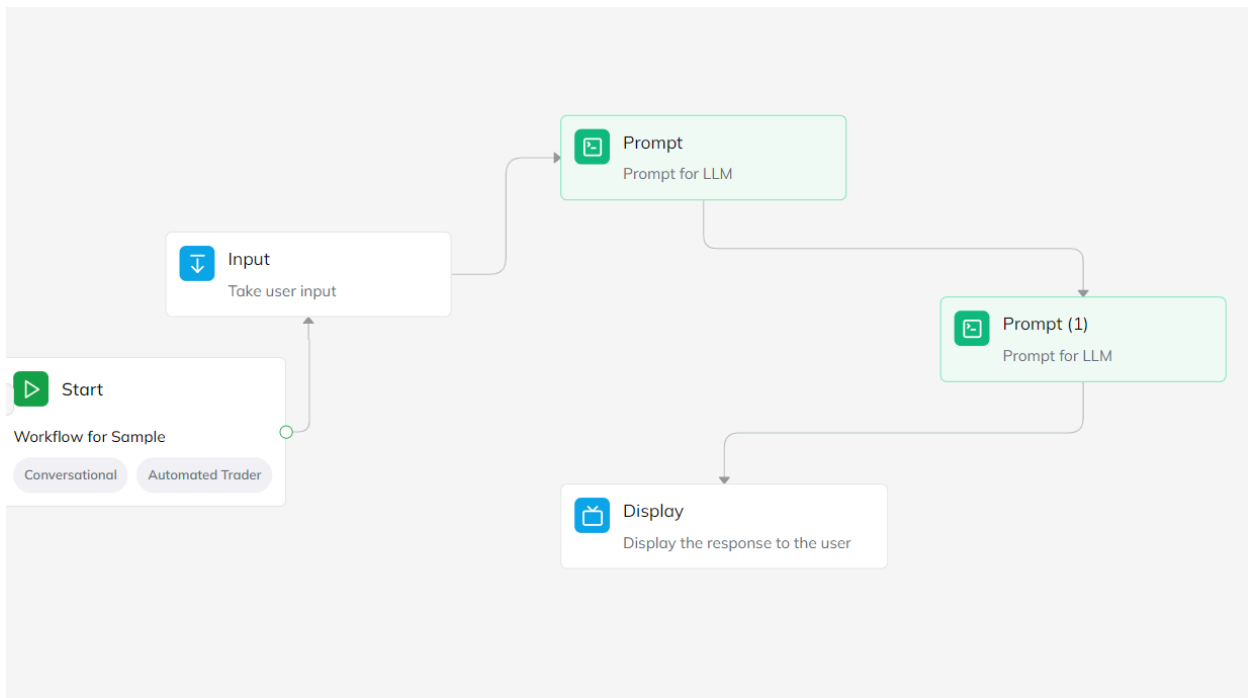 Prompt
Prompt for LLM
Input
Take user input
Prompt (1)
Prompt for LLM
Start
Workflow for Sample
Conversational
Automated Trader
Display
Display the response to the user